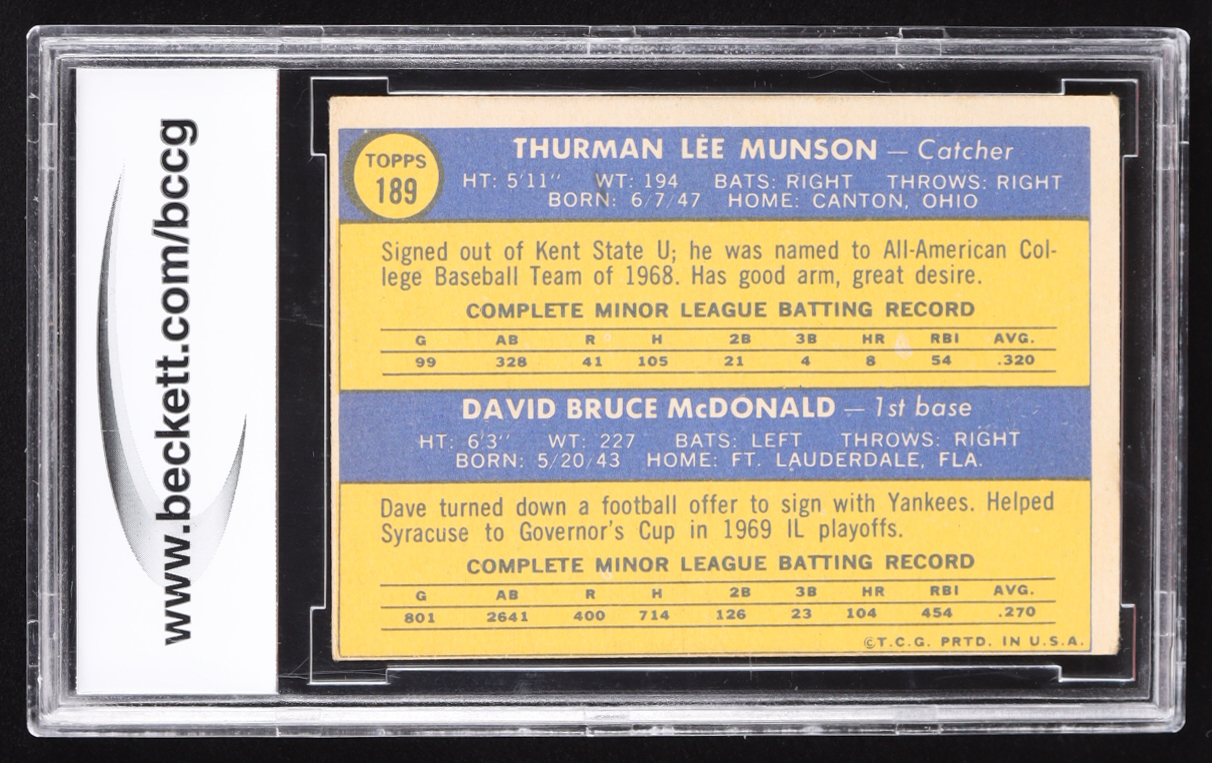 www.beckett.com/bccg
TOPPS
189
THURMAN LEE MUNSON — Catcher
HT: 5'11" WT: 194 BATS: RIGHT THROWS: RIGHT
BORN: 6/7/47 HOME: CANTON, OHIO
Signed out of Kent State U; he was named to All-American Col-
lege Baseball Team of 1968. Has good arm, great desire.
COMPLETE MINOR LEAGUE BATTING RECORD
G AB R H 2B 3B HR RBI AVG.
99 328 41 105 21 4 8 54 .320
DAVID BRUCE McDONALD — 1st base
HT: 6'3" WT: 227 BATS: LEFT THROWS: RIGHT
BORN: 5/20/43 HOME: FT. LAUDERDALE, FLA.
Dave turned down a football offer to sign with Yankees. Helped
Syracuse to Governor's Cup in 1969 IL playoffs.
COMPLETE MINOR LEAGUE BATTING RECORD
G AB R H 2B 3B HR RBI AVG.
801 2641 400 714 126 23 104 454 .270
©T.C.G. PRTD. IN U.S.A.